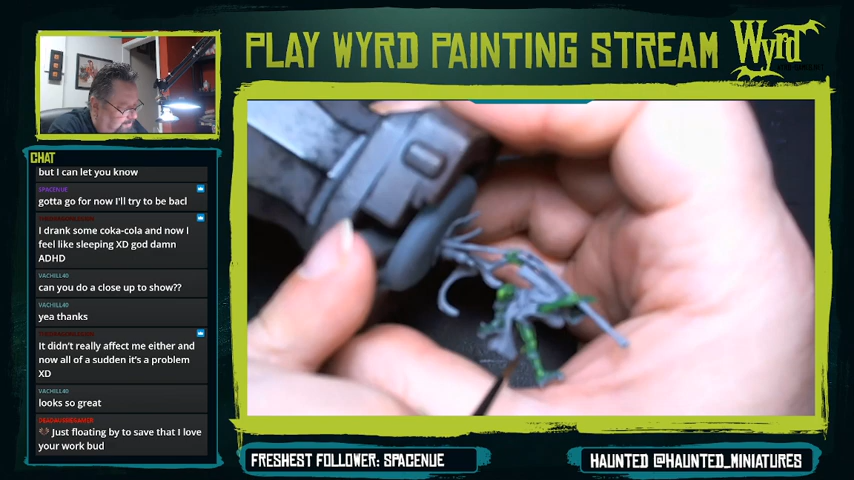 PLAY WYRD PAINTING STREAM
Wyrd
CHAT
but I can let you know
SPACENUE
gotta go for now I'll try to be bacl
I drank some coka-cola and now I
feel like sleeping XD god damn
ADHD
VACHILL40
can you do a close up to show??
VACHILL40
yea thanks
It didn't really affect me either and
now all of a sudden it's a problem
XD
VACHILL40
looks so great
Just floating by to save that I love
your work bud
FRESHEST FOLLOWER: SPACENUE
HAUNTED @HAUNTED_MINIATURES